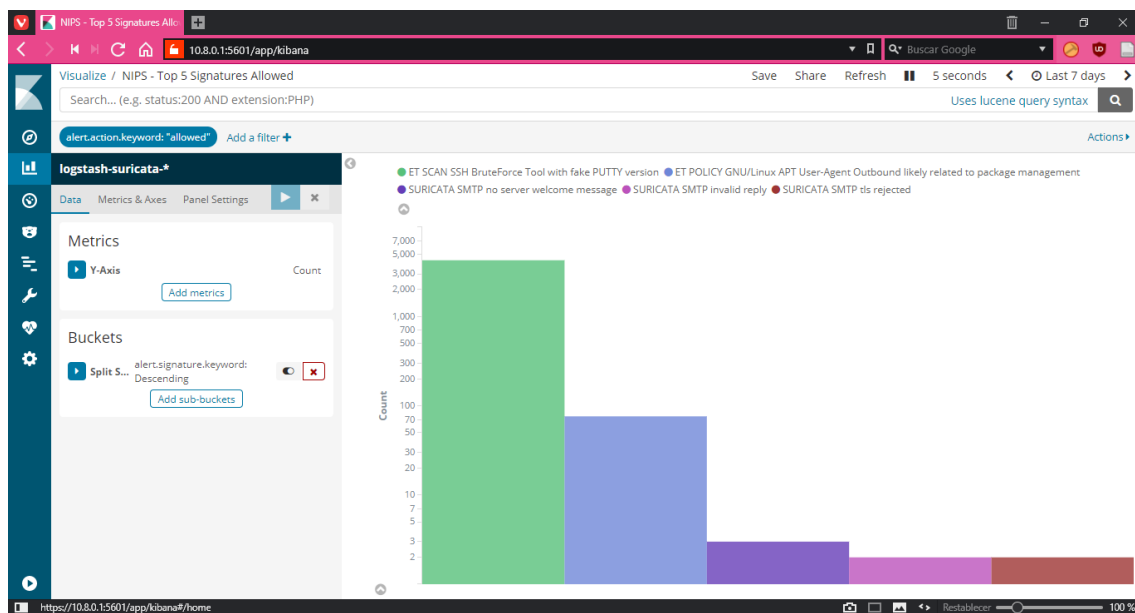 NIPS - Top 5 Signatures Allo
10.8.0.1:5601/app/kibana
Buscar Google
Visualize / NIPS - Top 5 Signatures Allowed
Save Share Refresh 5 seconds Last 7 days
Search... (e.g. status:200 AND extension:PHP)
Uses lucene query syntax
alert.action.keyword: "allowed" Add a filter
Actions
logstash-suricata-*
Data Metrics & Axes Panel Settings
Metrics
Y-Axis Count
Add metrics
Buckets
Split S... alert.signature.keyword:
Descending
Add sub-buckets
ET SCAN SSH BruteForce Tool with fake PUTTY version ET POLICY GNU/Linux APT User-Agent Outbound likely related to package management
SURICATA SMTP no server welcome message SURICATA SMTP invalid reply SURICATA SMTP tls rejected
7,000
5,000
3,000
2,000
1,000
700
500
300
200
100
70
50
30
20
10
7
5
3
2
Count
https://10.8.0.1:5601/app/kibana#/home
Restablecer 100 %